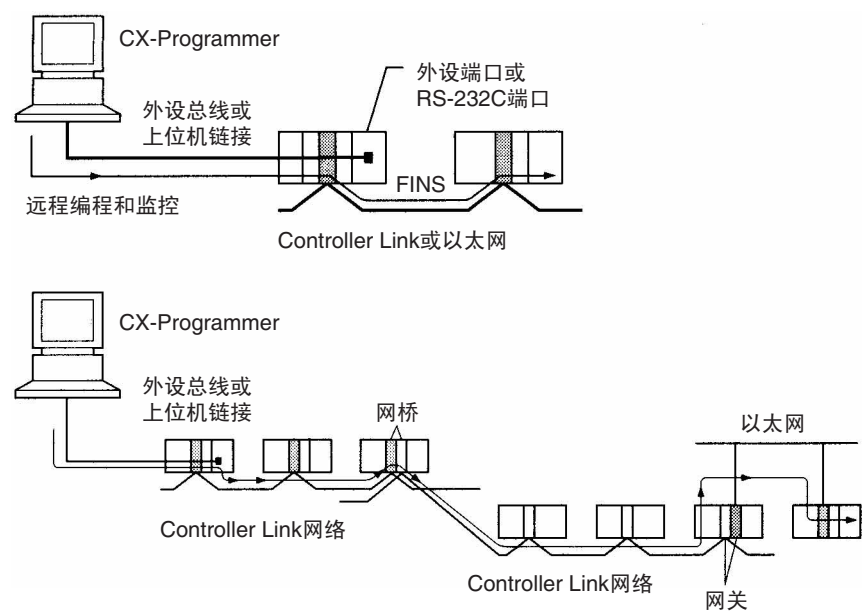 CX-Programmer
外设端口或
RS-232C端口
外设总线或
上位机链接
FINS
远程编程和监控
Controller Link或以太网
CX-Programmer
外设总线或
上位机链接
网桥
以太网
Controller Link网络
Controller Link网络
网关